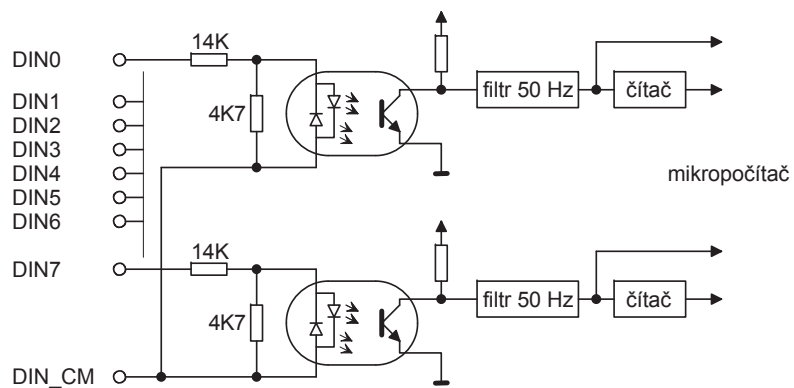 14K
DIN0
filtr 50 Hz
čítač
DIN1
4K7
DIN2
DIN3
DIN4
mikropočítač
DIN5
DIN6
14K
DIN7
filtr 50 Hz
čítač
4K7
DIN_CM